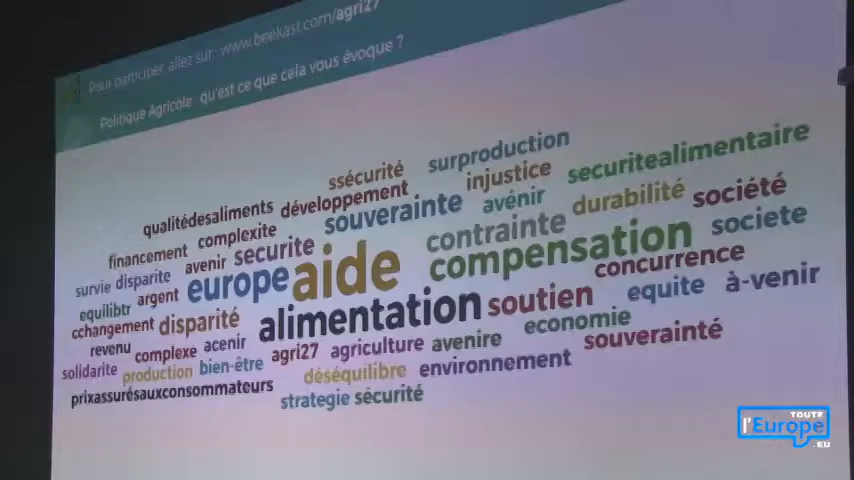 Pour participer allez sur : www.beekast.com/agri27
Politique Agricole qu'est ce que cela vous évoque ?
ssécurité surproduction
qualitédesaliments développement injustice securitealimentaire
financement complexite souverainte avénir durabilité société
survie disparite avenir securite contrainte societe
equilibtr argent europe aide compensation concurrence
cchangement disparité alimentation soutien equite à-venir
revenu complexe acenir agri27 agriculture avenire economie souverainté
solidarite production bien-être déséquilibre environnement
prixassurésauxconsommateurs
strategie sécurité
TOUTE
l'Europe
.EU